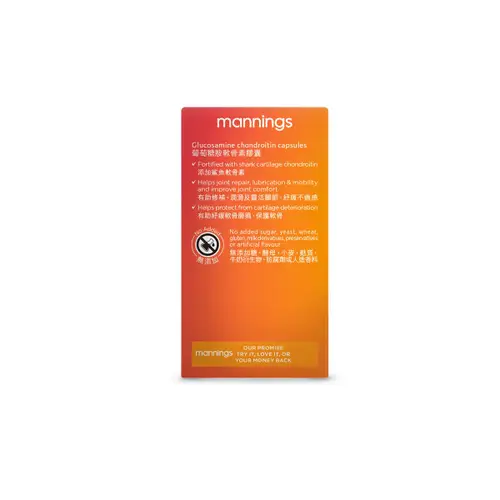 mannings
Glucosamine chondroitin capsules
葡萄糖胺軟骨素膠囊
✓ Fortified with shark cartilage chondroitin
添加鯊魚軟骨素
✓ Helps joint repair, lubrication & mobility
and improve joint comfort
有助修補、潤滑及靈活關節，紓緩不適感
✓ Helps protect from cartilage deterioration
有助紓緩軟骨磨損，保護軟骨
無添加
No added sugar, yeast, wheat,
gluten, milk derivatives, preservatives
or artificial flavour
無添加糖、酵母、小麥、麩質、
牛奶衍生物、防腐劑或人造香料
mannings
OUR PROMISE
TRY IT, LOVE IT, OR
YOUR MONEY BACK